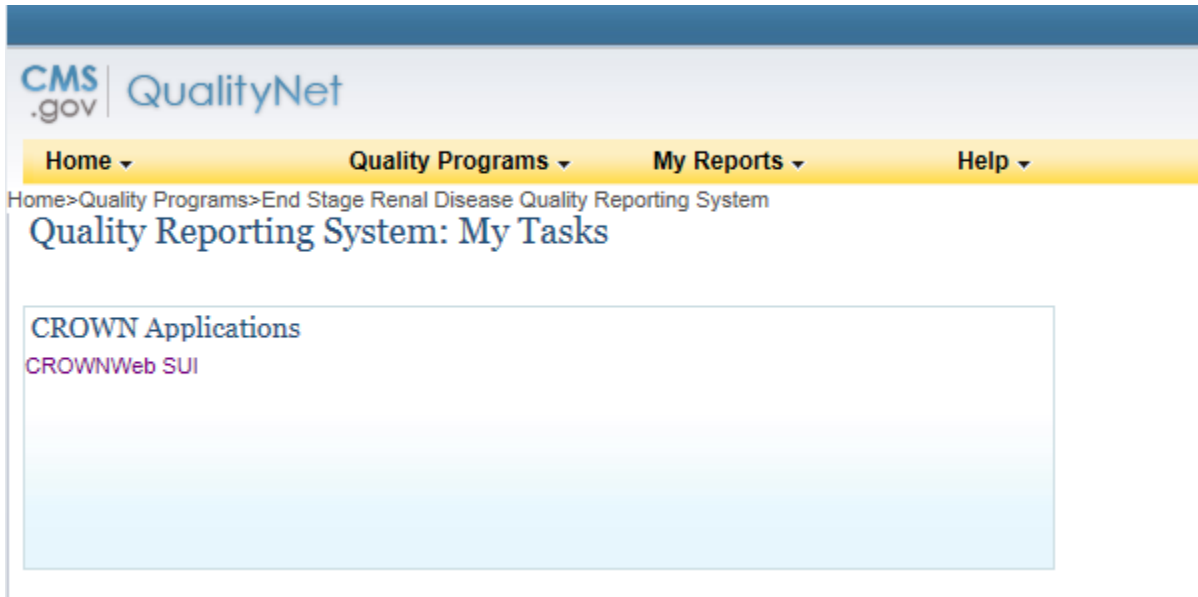 CMS
.gov
QualityNet
Home Quality Programs My Reports Help
Home>Quality Programs>End Stage Renal Disease Quality Reporting System
Quality Reporting System: My Tasks
CROWN Applications
CROWNWeb SUI